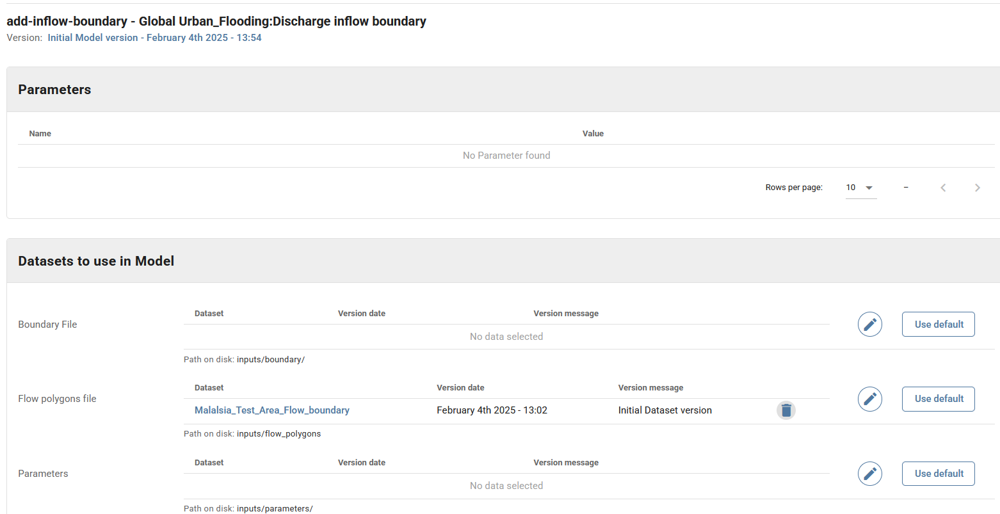 add-inflow-boundary - Global Urban_Flooding:Discharge inflow boundary
Version: Initial Model version - February 4th 2025 - 13:54
Parameters
Name Value
No Parameter found
Rows per page: 10 –
Datasets to use in Model
Dataset Version date Version message
Boundary File Use default
No data selected
Path on disk: inputs/boundary/
Dataset Version date Version message
Flow polygons file Use default
Malalsia_Test_Area_Flow_boundary February 4th 2025 - 13:02 Initial Dataset version
Path on disk: inputs/flow_polygons
Dataset Version date Version message
Parameters Use default
No data selected
Path on disk: inputs/parameters/